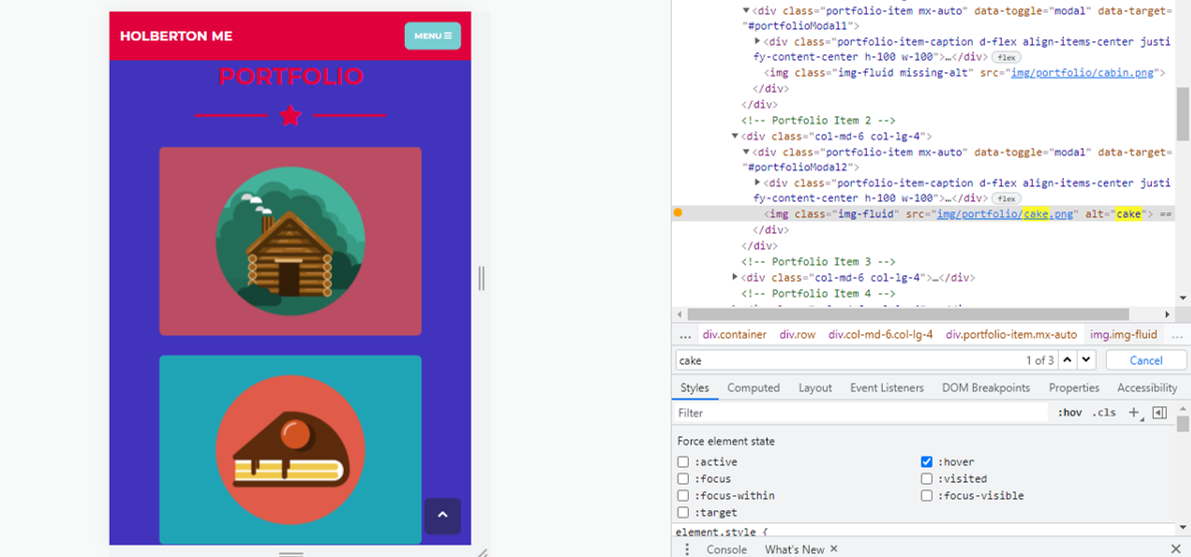 HOLBERTON ME
MENU
PORTFOLIO
<div class="portfolio-item mx-auto" data-toggle="modal" data-target=
"#portfolioModal1">
<div class="portfolio-item-caption d-flex align-items-center justi
fy-content-center h-100 w-100">…</div> flex
<img class="img-fluid missing-alt" src="img/portfolio/cabin.png">
</div>
</div>
<!-- Portfolio Item 2 -->
<div class="col-md-6 col-lg-4">
<div class="portfolio-item mx-auto" data-toggle="modal" data-target=
"#portfolioModal2">
<div class="portfolio-item-caption d-flex align-items-center justi
fy-content-center h-100 w-100">…</div> flex
<img class="img-fluid" src="img/portfolio/cake.png" alt="cake"> ==
</div>
</div>
<!-- Portfolio Item 3 -->
<div class="col-md-6 col-lg-4">…</div>
<!-- Portfolio Item 4 -->
… div.container div.row div.col-md-6.col-lg-4 div.portfolio-item.mx-auto img.img-fluid …
cake 1 of 3 Cancel
Styles Computed Layout Event Listeners DOM Breakpoints Properties Accessibility
Filter :hov .cls +
Force element state
:active :hover
:focus :visited
:focus-within :focus-visible
:target
element.style {
Console What's New ×